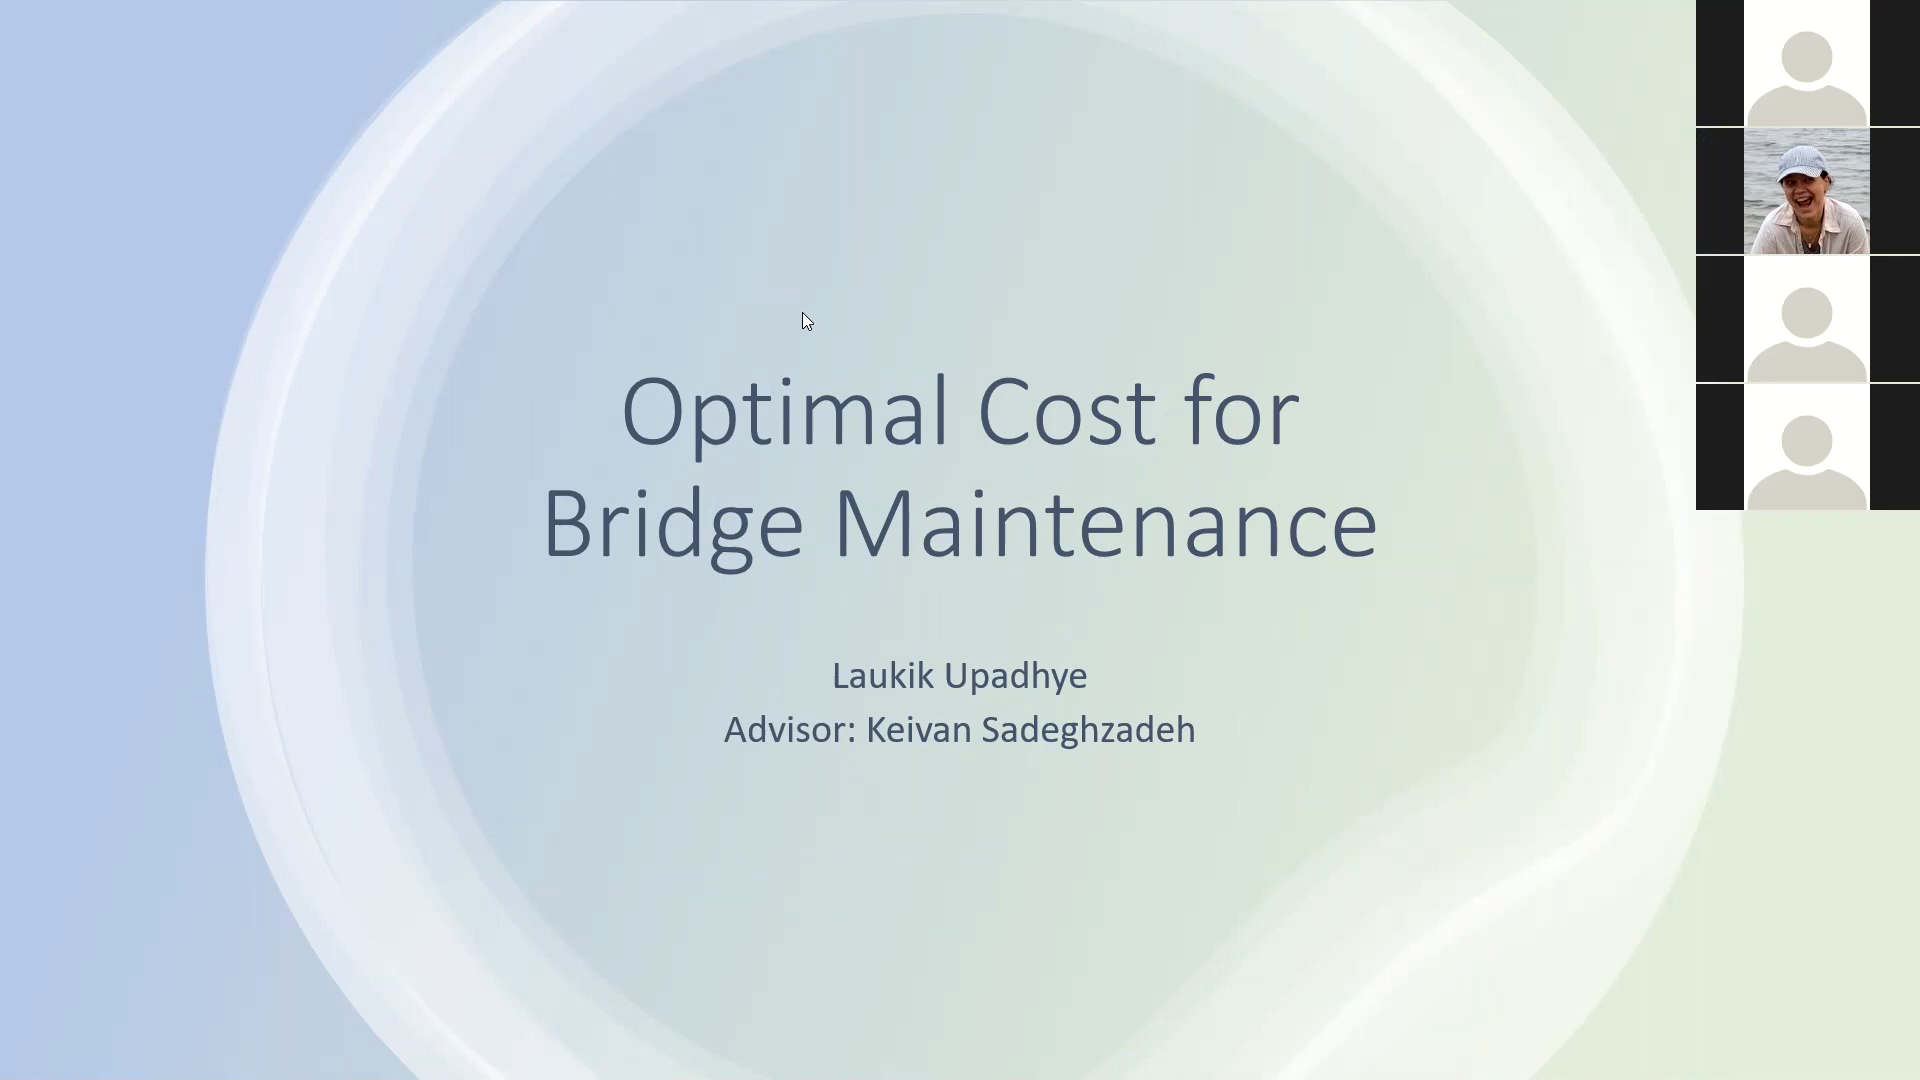 Optimal Cost for
Bridge Maintenance
Laukik Upadhye
Advisor: Keivan Sadeghzadeh